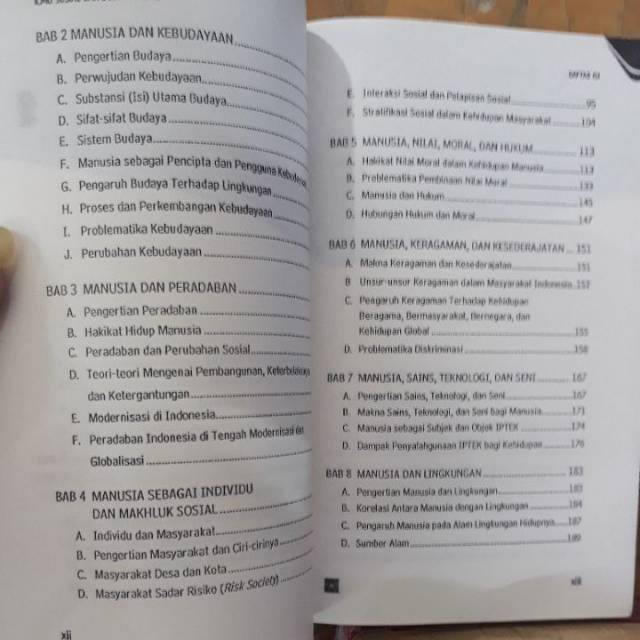 BAB 2 MANUSIA DAN KEBUDAYAAN
A. Pengertian Budaya
B. Perwujudan Kebudayaan
C. Substansi (Isi) Utama Budaya
D. Sifat-sifat Budaya
E. Sistem Budaya
F. Manusia sebagai Pencipta dan Pengguna
G. Pengaruh Budaya Terhadap Lingkungan
H. Proses dan Perkembangan Kebudayaan
I. Problematika Kebudayaan
J. Perubahan Kebudayaan
BAB 3 MANUSIA DAN PERADABAN
A. Pengertian Peradaban
B. Hakikat Hidup Manusia
C. Peradaban dan Perubahan Sosial
D. Teori-teori Mengenai Pembangunan,
dan Ketergantungan
E. Modernisasi di Indonesia
F. Peradaban Indonesia di Tengah Modernisasi dan
Globalisasi
BAB 4 MANUSIA SEBAGAI INDIVIDU
DAN MAKHLUK SOSIAL
A. Individu dan Masyarakat
B. Pengertian Masyarakat dan Ciri-cirinya
C. Masyarakat Desa dan Kota
D. Masyarakat Sadar Risiko (Risk Society)
xii
DAFTAR ISI
E. Interaksi Sosial dan Pelapisan Sosial 95
F. Stratifikasi Sosial dalam Kehidupan Masyarakat 104
BAB 5 MANUSIA, NILAI, MORAL, DAN HUKUM 113
A. Hakikat Nilai Moral dalam Kehidupan Manusia 113
B. Problematika Pembinaan Nilai Moral 133
C. Manusia dan Hukum 145
D. Hubungan Hukum dan Moral 147
BAB 6 MANUSIA, KERAGAMAN, DAN KESEDERAJATAN ... 151
A. Makna Keragaman dan Kesederajatan 151
B Unsur-unsur Keragaman dalam Masyarakat Indonesia. 152
C. Pengaruh Keragaman Terhadap Kehidupan
Beragama, Bermasyarakat, Bernegara, dan
Kehidupan Global 155
D. Problematika Diskriminasi 158
BAB 7 MANUSIA, SAINS, TEKNOLOGI, DAN SENI 167
A. Pengertian Sains, Teknologi, dan Seni 167
B. Makna Sains, Teknologi, dan Seni bagi Manusia 171
C. Manusia sebagai Subjek dan Objek IPTEK 174
D. Dampak Penyalahgunaan IPTEK bagi Kehidupan 176
BAB 8 MANUSIA DAN LINGKUNGAN 183
A. Pengertian Manusia dan Lingkungan 183
B. Korelasi Antara Manusia dengan Lingkungan 184
C. Pengaruh Manusia pada Alam Lingkungan Hidupnya 187
D. Sumber Alam 189
xiii